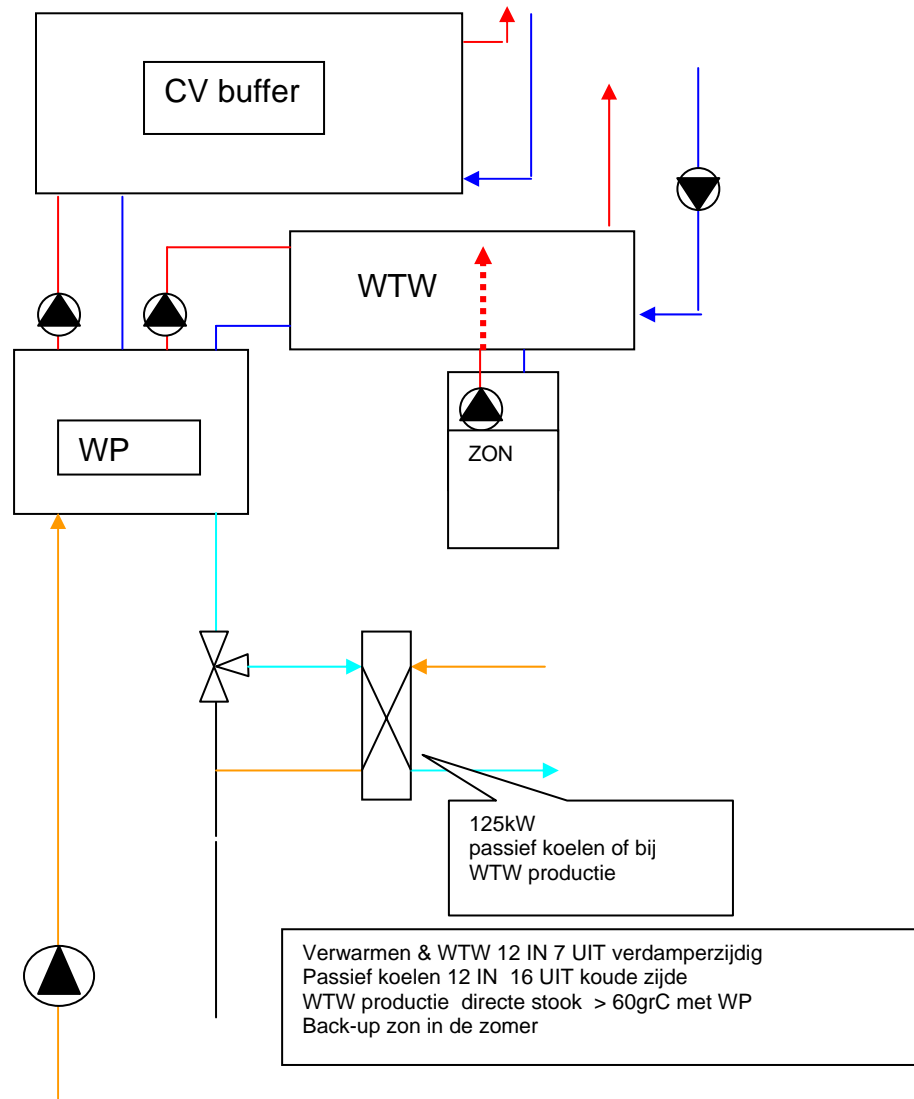 CV buffer
WTW
WP
ZON
125kW
passief koelen of bij
WTW productie
Verwarmen & WTW 12 IN 7 UIT verdamperzijdig
Passief koelen 12 IN  16 UIT koude zijde
WTW productie  directe stook  > 60grC met WP
Back-up zon in de zomer